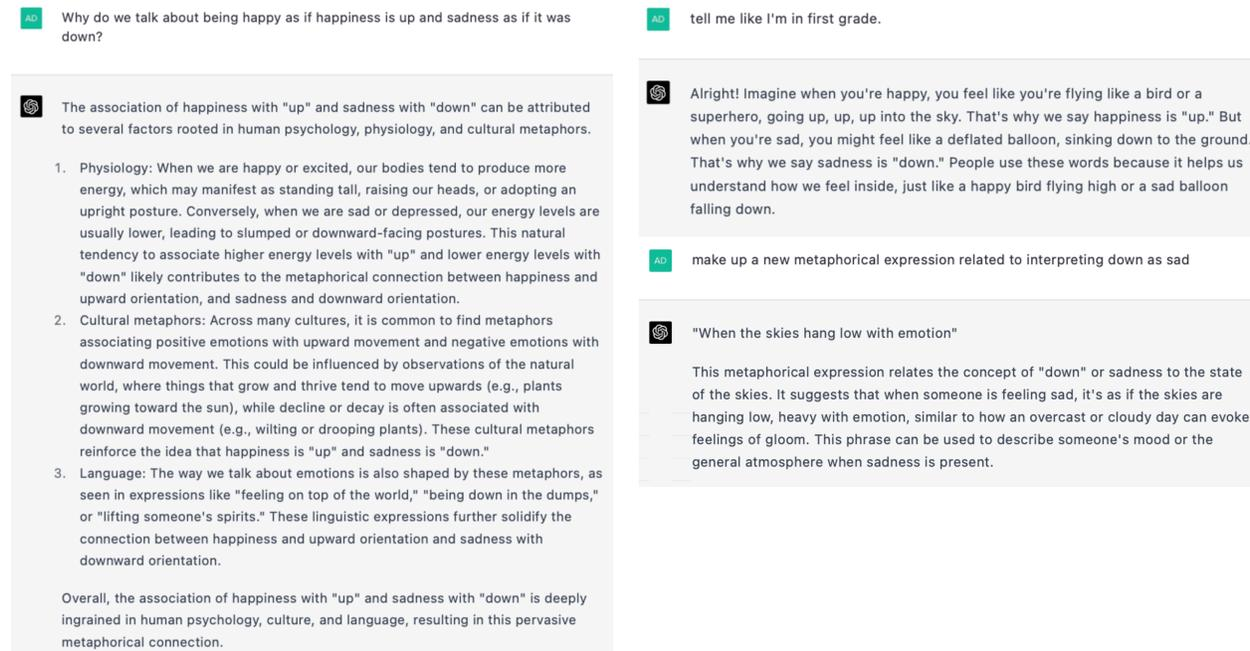 AD
Why do we talk about being happy as if happiness is up and sadness as if it was
down?
The association of happiness with "up" and sadness with "down" can be attributed
to several factors rooted in human psychology, physiology, and cultural metaphors.
1. Physiology: When we are happy or excited, our bodies tend to produce more
energy, which may manifest as standing tall, raising our heads, or adopting an
upright posture. Conversely, when we are sad or depressed, our energy levels are
usually lower, leading to slumped or downward-facing postures. This natural
tendency to associate higher energy levels with "up" and lower energy levels with
"down" likely contributes to the metaphorical connection between happiness and
upward orientation, and sadness and downward orientation.
2. Cultural metaphors: Across many cultures, it is common to find metaphors
associating positive emotions with upward movement and negative emotions with
downward movement. This could be influenced by observations of the natural
world, where things that grow and thrive tend to move upwards (e.g., plants
growing toward the sun), while decline or decay is often associated with
downward movement (e.g., wilting or drooping plants). These cultural metaphors
reinforce the idea that happiness is "up" and sadness is "down."
3. Language: The way we talk about emotions is also shaped by these metaphors, as
seen in expressions like "feeling on top of the world," "being down in the dumps,"
or "lifting someone's spirits." These linguistic expressions further solidify the
connection between happiness and upward orientation and sadness with
downward orientation.
Overall, the association of happiness with "up" and sadness with "down" is deeply
ingrained in human psychology, culture, and language, resulting in this pervasive
metaphorical connection.
AD
tell me like I'm in first grade.
Alright! Imagine when you're happy, you feel like you're flying like a bird or a
superhero, going up, up, up into the sky. That's why we say happiness is "up." But
when you're sad, you might feel like a deflated balloon, sinking down to the ground.
That's why we say sadness is "down." People use these words because it helps us
understand how we feel inside, just like a happy bird flying high or a sad balloon
falling down.
AD
make up a new metaphorical expression related to interpreting down as sad
"When the skies hang low with emotion"
This metaphorical expression relates the concept of "down" or sadness to the state
of the skies. It suggests that when someone is feeling sad, it's as if the skies are
hanging low, heavy with emotion, similar to how an overcast or cloudy day can evoke
feelings of gloom. This phrase can be used to describe someone's mood or the
general atmosphere when sadness is present.